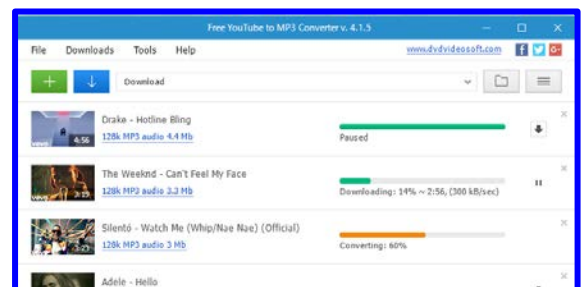 Free YouTube to MP3 Converter v. 4.1.5
File Downloads Tools Help www.dvdvideosoft.com
Download
Drake - Hotline Bling
4:56 128k MP3 audio 4.4 Mb Paused
The Weeknd - Can't Feel My Face
3:19 128k MP3 audio 3.3 Mb Downloading: 14% ~ 2:56, (300 kB/sec)
Silentó - Watch Me (Whip/Nae Nae) (Official)
3:25 128k MP3 audio 3 Mb Converting: 60%
Adele - Hello